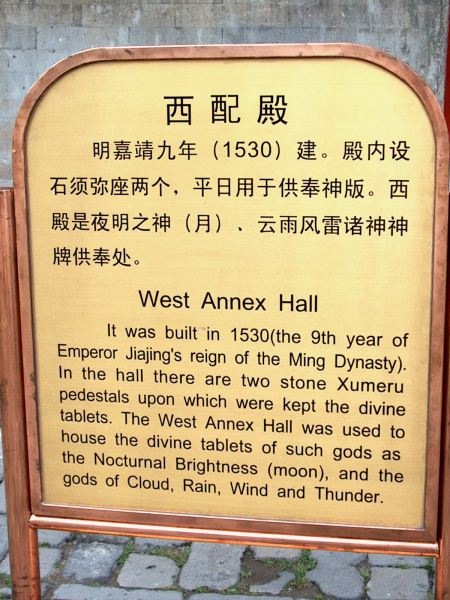 西配殿
明嘉靖九年（1530）建。殿内设
石须弥座两个，平日用于供奉神版。西
殿是夜明之神（月）、云雨风雷诸神神
牌供奉处。
West Annex Hall
It was built in 1530(the 9th year of
Emperor Jiajing's reign of the Ming Dynasty).
In the hall there are two stone Xumeru
pedestals upon which were kept the divine
tablets. The West Annex Hall was used to
house the divine tablets of such gods as
the Nocturnal Brightness (moon), and the
gods of Cloud, Rain, Wind and Thunder.